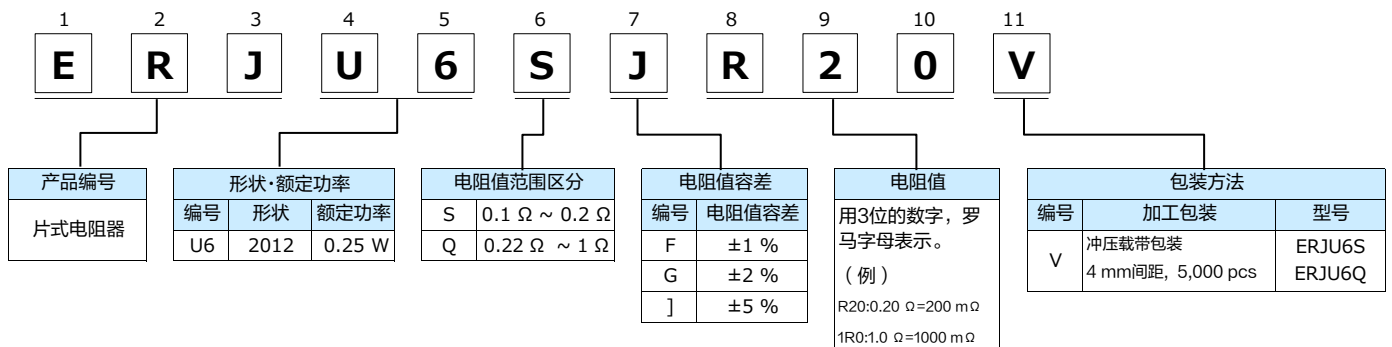 1 2 3 4 5 6 7 8 9 10 11
E R J U 6 S J R 2 0 V
产品编号
片式电阻器
形状·额定功率
编号 形状 额定功率
U6 2012 0.25 W
电阻值范围区分
S 0.1 Ω ~ 0.2 Ω
Q 0.22 Ω ~ 1 Ω
电阻值容差
编号 电阻值容差
F ±1 %
G ±2 %
] ±5 %
电阻值
用3位的数字，罗
马字母表示。
（例）
R20:0.20 Ω=200 mΩ
1R0:1.0 Ω=1000 mΩ
包装方法
编号 加工包装 型号
V
冲压载带包装
4 mm间距, 5,000 pcs
ERJU6S
ERJU6Q